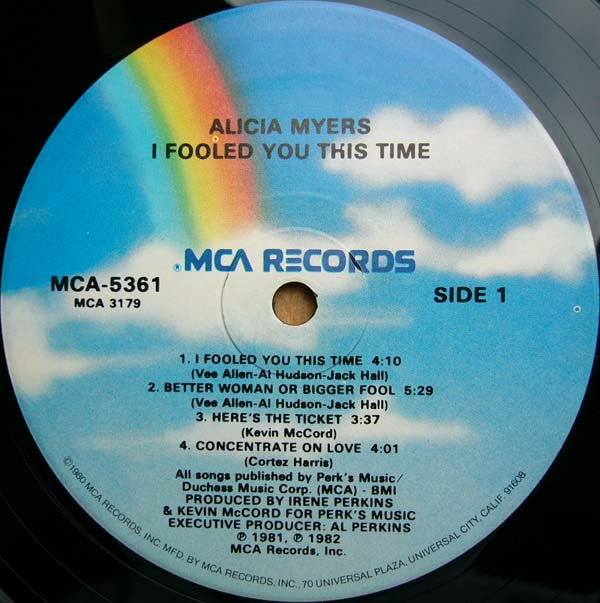 ALICIA MYERS
I FOOLED YOU THIS TIME
®MCA RECORDS
MCA-5361
MCA 3179
SIDE 1
1. I FOOLED YOU THIS TIME 4:10
(Vee Allen-Al Hudson-Jack Hall)
2. BETTER WOMAN OR BIGGER FOOL 5:29
(Vee Allen-Al Hudson-Jack Hall)
3. HERE'S THE TICKET 3:37
(Kevin McCord)
4. CONCENTRATE ON LOVE 4:01
(Cortez Harris)
All songs published by Perk's Music/
Duchess Music Corp. (MCA) - BMI
PRODUCED BY IRENE PERKINS
& KEVIN McCORD FOR PERK'S MUSIC
EXECUTIVE PRODUCER: AL PERKINS
℗ 1981, ℗ 1982
MCA Records, Inc.
©1980 MCA RECORDS, INC. MFD. BY MCA RECORDS, INC., 70 UNIVERSAL PLAZA, UNIVERSAL CITY, CALIF. 91608